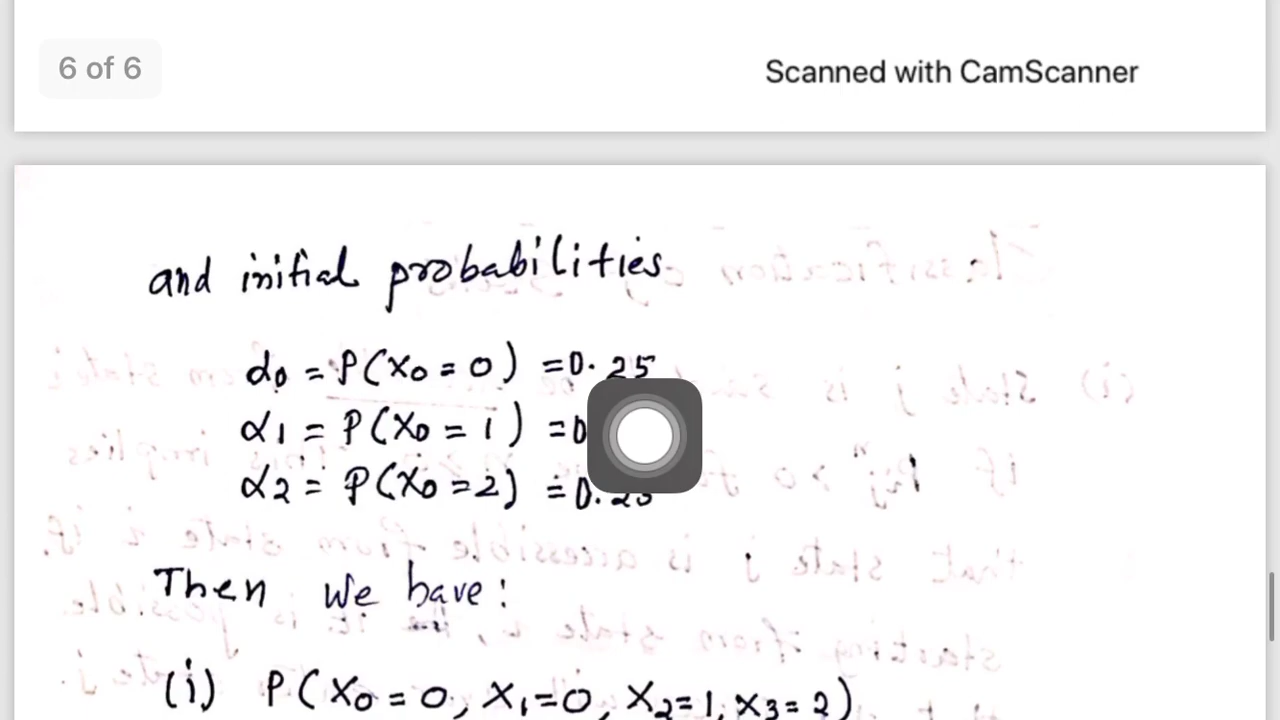 6 of 6
Scanned with CamScanner
and initial probabilities
α0 = P(X0 = 0) = 0.25
α1 = P(X0 = 1) = 0
α2 = P(X0 = 2) = 0.25
Then we have:
(i) P(X0 = 0, X1 = 0, X2 = 1, X3 = 2)